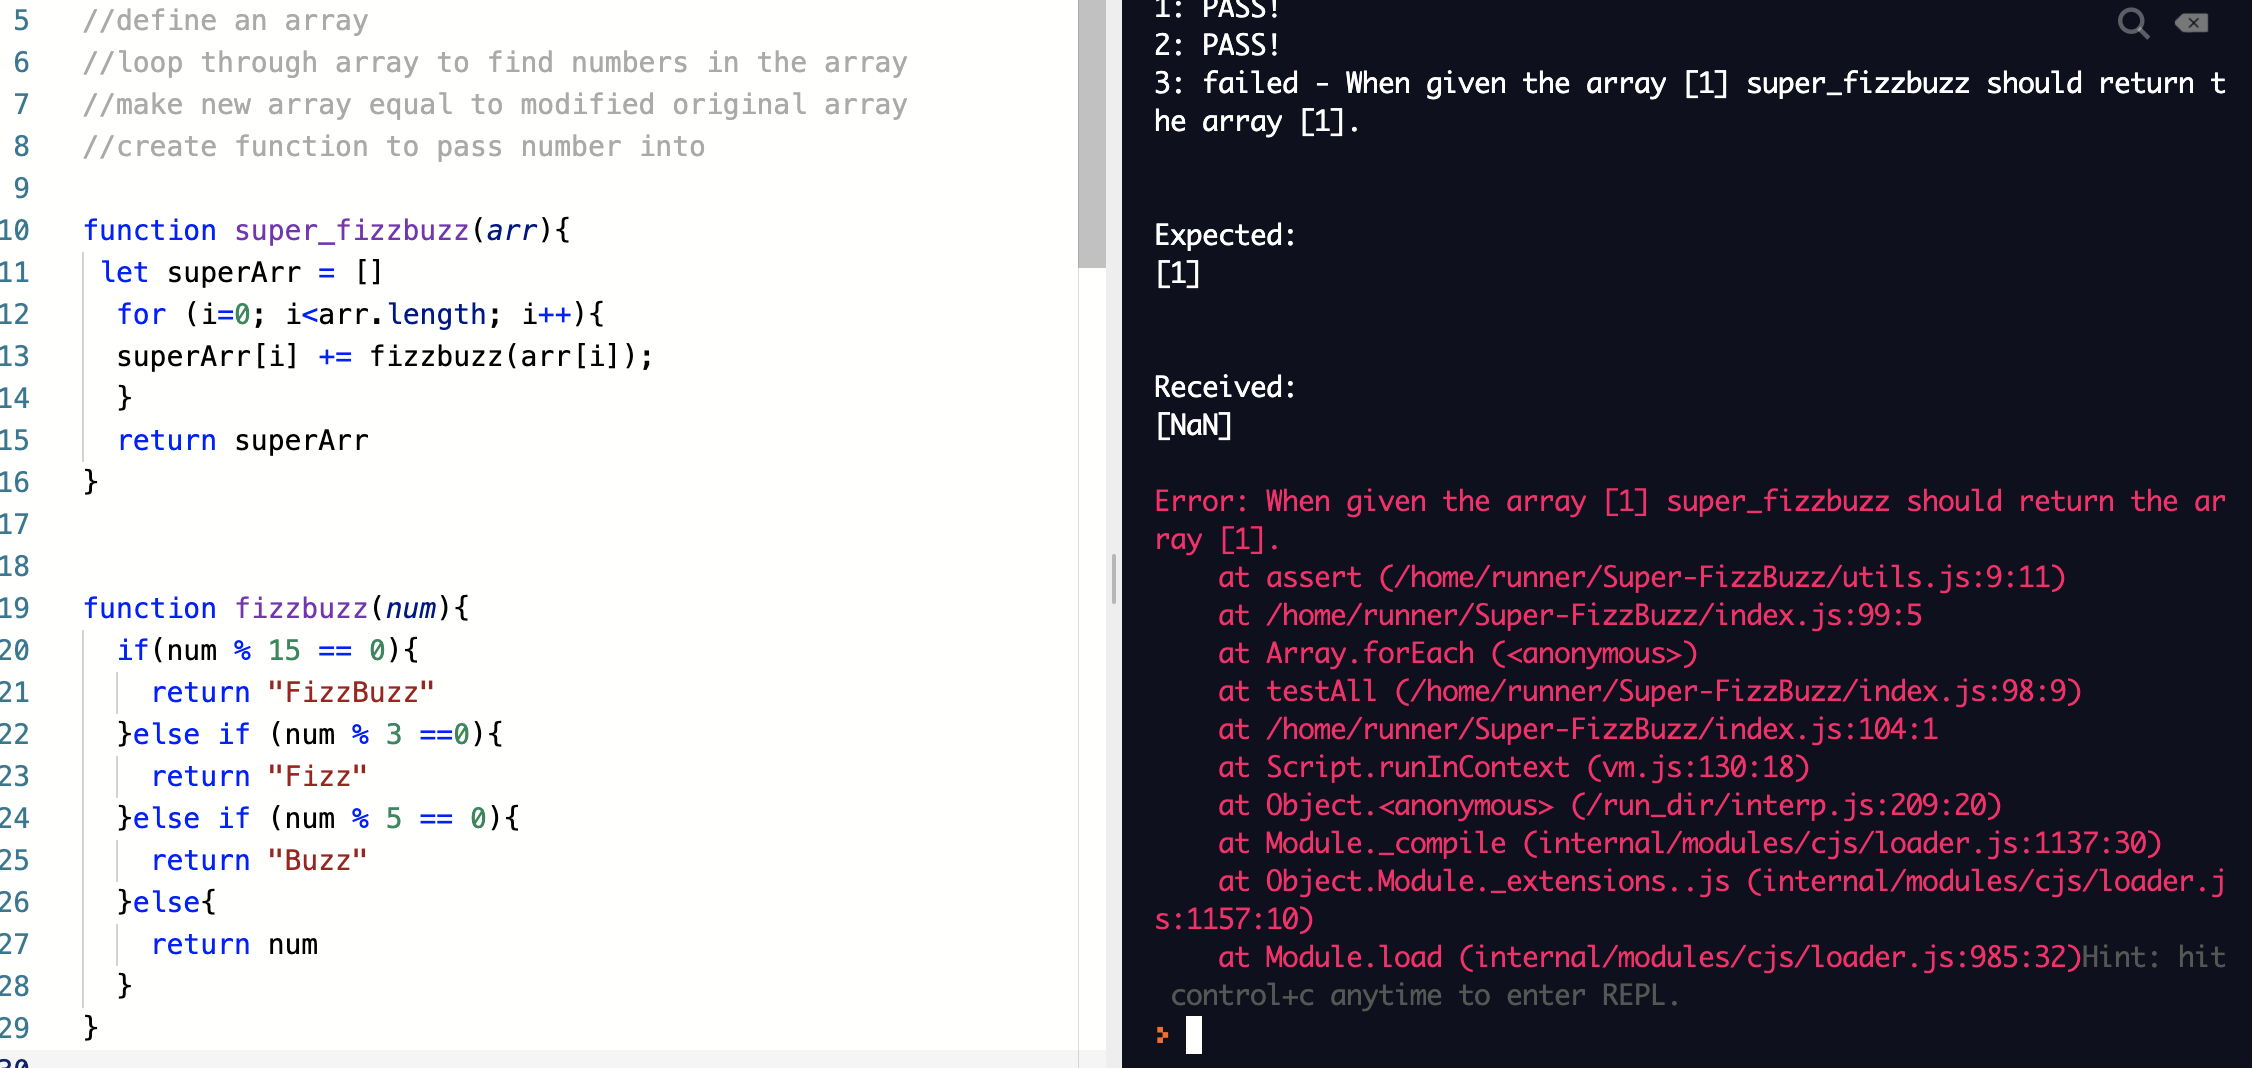 5 //define an array
6 //loop through array to find numbers in the array
7 //make new array equal to modified original array
8 //create function to pass number into
9
10 function super_fizzbuzz(arr){
11 let superArr = []
12 for (i=0; i<arr.length; i++){
13 superArr[i] += fizzbuzz(arr[i]);
14 }
15 return superArr
16 }
17
18
19 function fizzbuzz(num){
20 if(num % 15 == 0){
21 return "FizzBuzz"
22 }else if (num % 3 ==0){
23 return "Fizz"
24 }else if (num % 5 == 0){
25 return "Buzz"
26 }else{
27 return num
28 }
29 }
30
1: PASS!
2: PASS!
3: failed - When given the array [1] super_fizzbuzz should return t
he array [1].
Expected:
[1]
Received:
[NaN]
Error: When given the array [1] super_fizzbuzz should return the ar
ray [1].
at assert (/home/runner/Super-FizzBuzz/utils.js:9:11)
at /home/runner/Super-FizzBuzz/index.js:99:5
at Array.forEach (<anonymous>)
at testAll (/home/runner/Super-FizzBuzz/index.js:98:9)
at /home/runner/Super-FizzBuzz/index.js:104:1
at Script.runInContext (vm.js:130:18)
at Object.<anonymous> (/run_dir/interp.js:209:20)
at Module._compile (internal/modules/cjs/loader.js:1137:30)
at Object.Module._extensions..js (internal/modules/cjs/loader.j
s:1157:10)
at Module.load (internal/modules/cjs/loader.js:985:32)Hint: hit
control+c anytime to enter REPL.